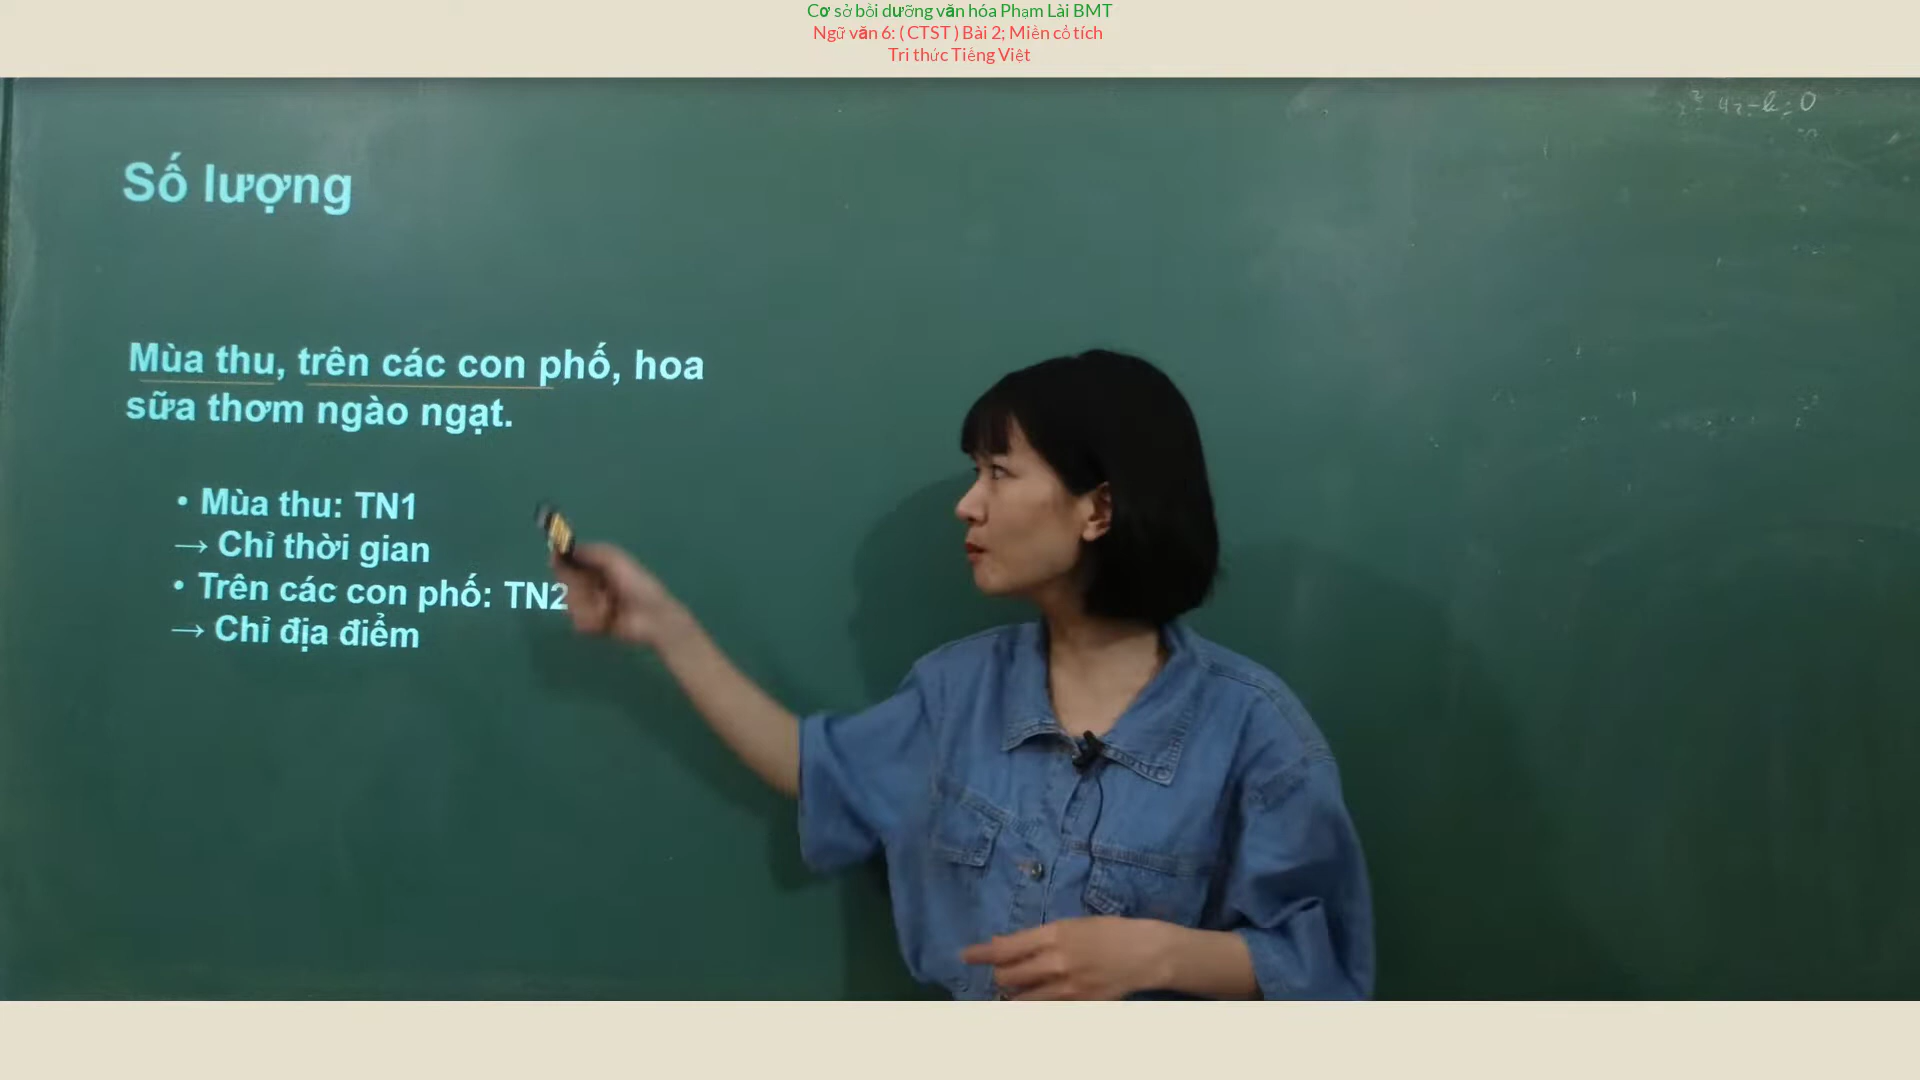 Cơ sở bồi dưỡng văn hóa Phạm Lài BMT
Ngữ văn 6: ( CTST ) Bài 2; Miền cổ tích
Tri thức Tiếng Việt
Số lượng
Mùa thu, trên các con phố, hoa
sữa thơm ngào ngạt.
• Mùa thu: TN1
→ Chỉ thời gian
• Trên các con phố: TN2
→ Chỉ địa điểm